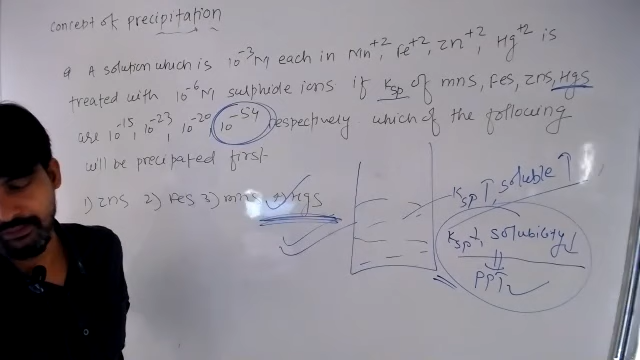 concept of precipitation
Q A solution which is 10⁻³M each in Mn⁺², Fe⁺², Zn⁺², Hg⁺² is
treated with 10⁻⁶M sulphide ions if Ksp of mns, Fes, zns, Hgs
are 10⁻¹⁵, 10⁻²³, 10⁻²⁰, 10⁻⁵⁴ respectively which of the following
will be precipated first
1) zns 2) Fes 3) mns 4) Hgs
Ksp ↑, soluble ↑
Ksp ↓, solubility ↓
PPT